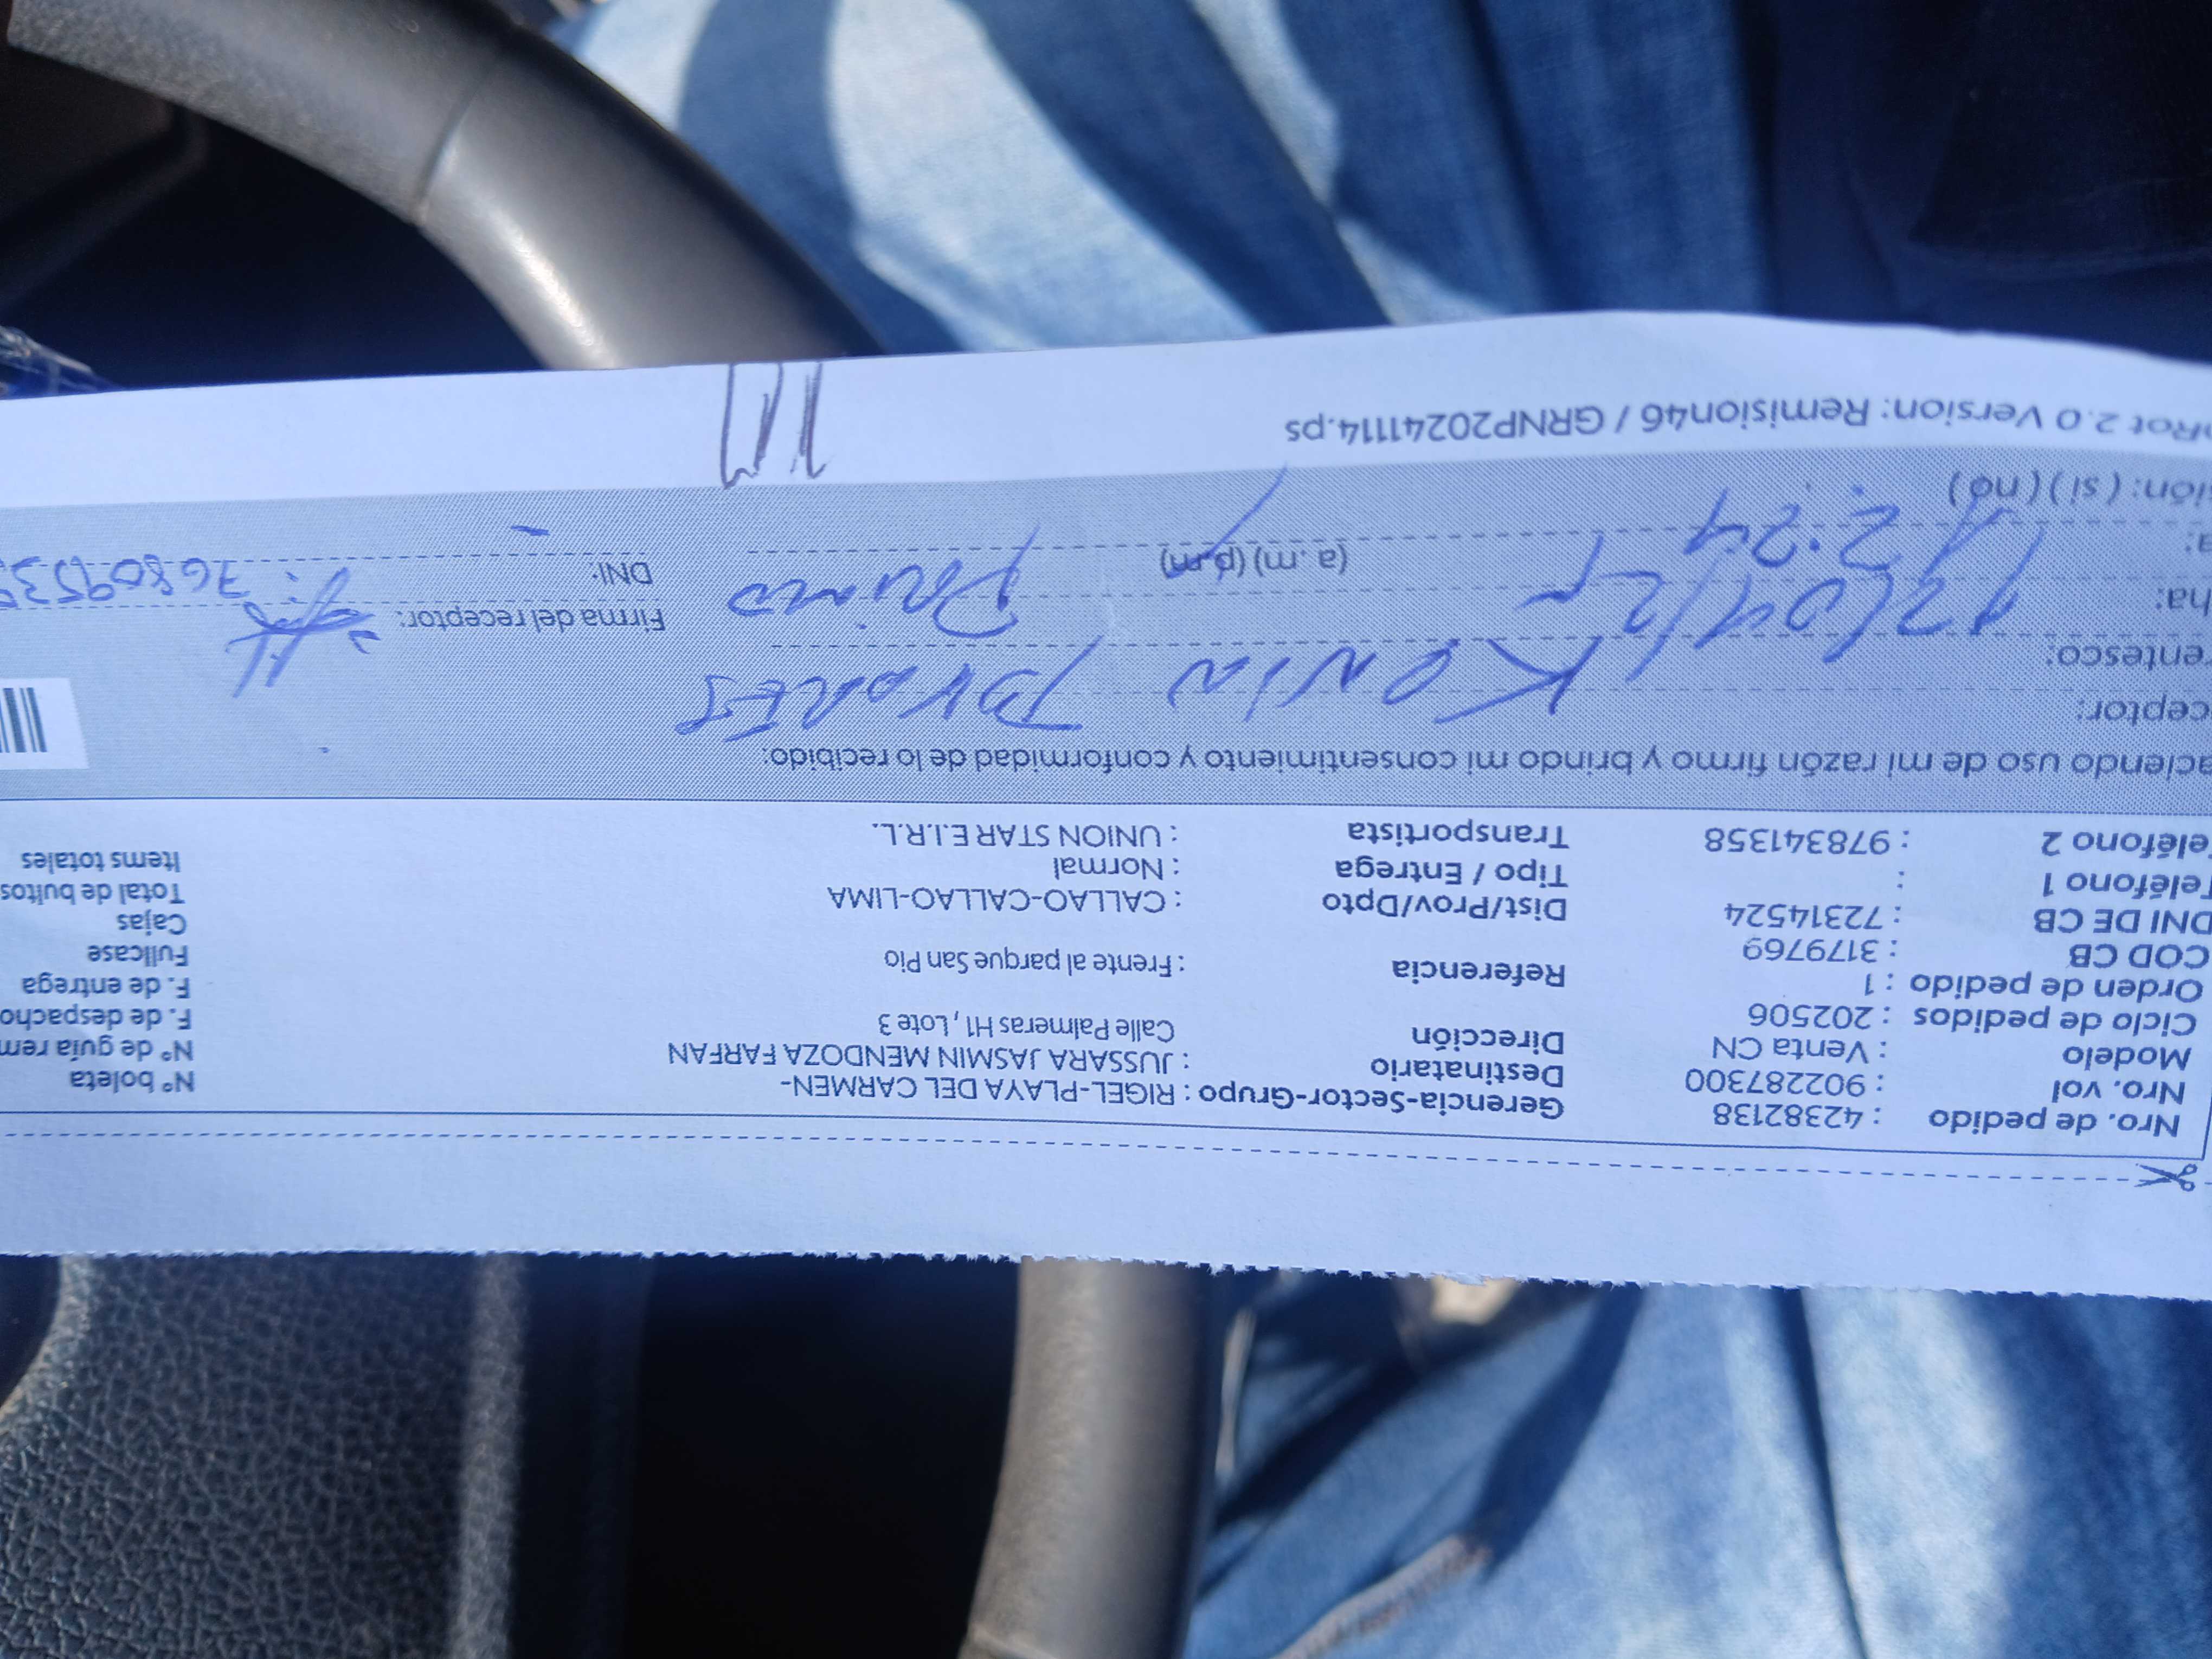 Nro. de pedido : 42382138 Gerencia-Sector-Grupo : RIGEL-PLAYA DEL CARMEN- N° boleta
Nro. vol : 902287300 Destinatario : JUSSARA JASMIN MENDOZA FARFAN N° de guía rem
Modelo : Venta CN Dirección Calle Palmeras H1, Lote 3 F. de despacho
Ciclo de pedidos : 202506 F. de entrega
Orden de pedido : 1 Referencia : Frente al parque San Pio Fullcase
COD CB : 3179769 Cajas
DNI DE CB : 72314524 Dist/Prov/Dpto : CALLAO-CALLAO-LIMA Total de bultos
Teléfono 1 : Tipo / Entrega : Normal Items totales
Teléfono 2 : 978341358 Transportista : UNION STAR E.I.R.L.
aciendo uso de mi razón firmo y brindo mi consentimiento y conformidad de lo recibido:
ceptor: Kevin
entesco: Primo Firma del receptor:
ha: 12/04/25 DNI: 7680953
a: 2:24 (a. m) (p.m)
ión: (si) (no)
Rot 2.0 Version: Remision46 / GRNP20241114.ps